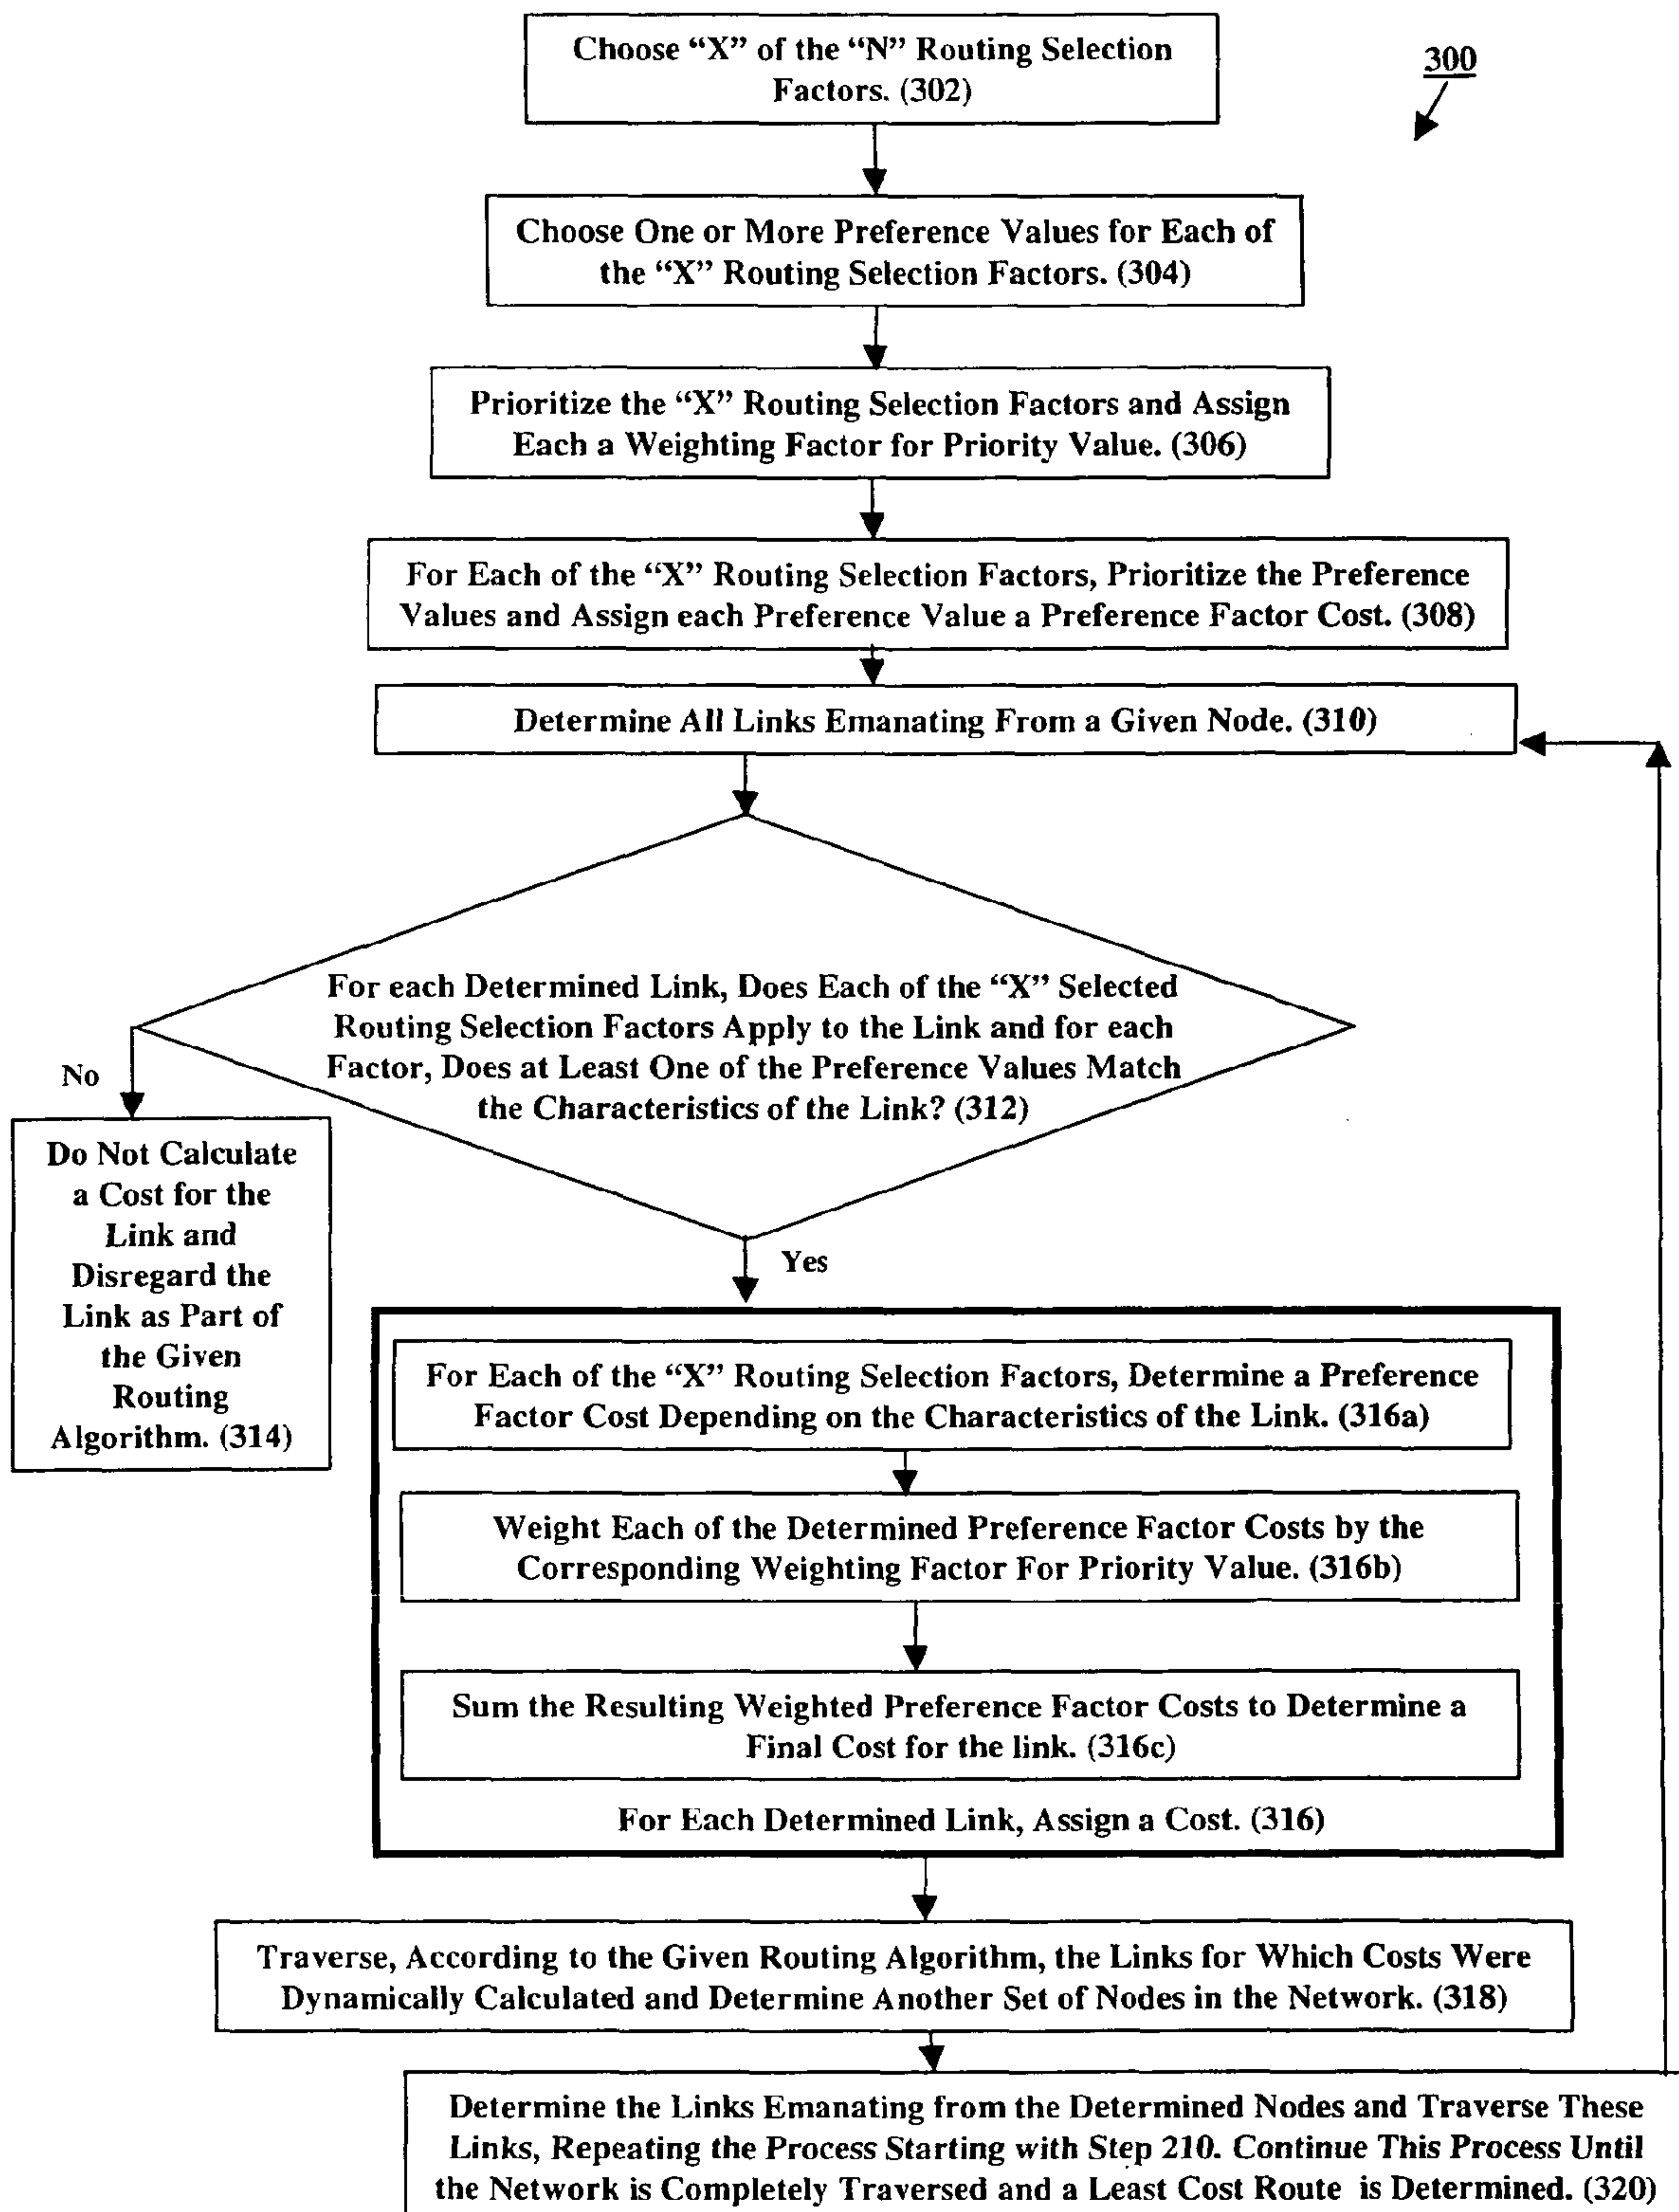 Choose “X” of the “N” Routing Selection
Factors. (302)
300
Choose One or More Preference Values for Each of
the “X” Routing Selection Factors. (304)
Prioritize the “X” Routing Selection Factors and Assign
Each a Weighting Factor for Priority Value. (306)
For Each of the “X” Routing Selection Factors, Prioritize the Preference
Values and Assign each Preference Value a Preference Factor Cost. (308)
Determine All Links Emanating From a Given Node. (310)
For each Determined Link, Does Each of the “X” Selected
Routing Selection Factors Apply to the Link and for each
Factor, Does at Least One of the Preference Values Match
the Characteristics of the Link? (312)
No
Do Not Calculate
a Cost for the
Link and
Disregard the
Link as Part of
the Given
Routing
Algorithm. (314)
Yes
For Each of the “X” Routing Selection Factors, Determine a Preference
Factor Cost Depending on the Characteristics of the Link. (316a)
Weight Each of the Determined Preference Factor Costs by the
Corresponding Weighting Factor For Priority Value. (316b)
Sum the Resulting Weighted Preference Factor Costs to Determine a
Final Cost for the link. (316c)
For Each Determined Link, Assign a Cost. (316)
Traverse, According to the Given Routing Algorithm, the Links for Which Costs Were
Dynamically Calculated and Determine Another Set of Nodes in the Network. (318)
Determine the Links Emanating from the Determined Nodes and Traverse These
Links, Repeating the Process Starting with Step 210. Continue This Process Until
the Network is Completely Traversed and a Least Cost Route is Determined. (320)